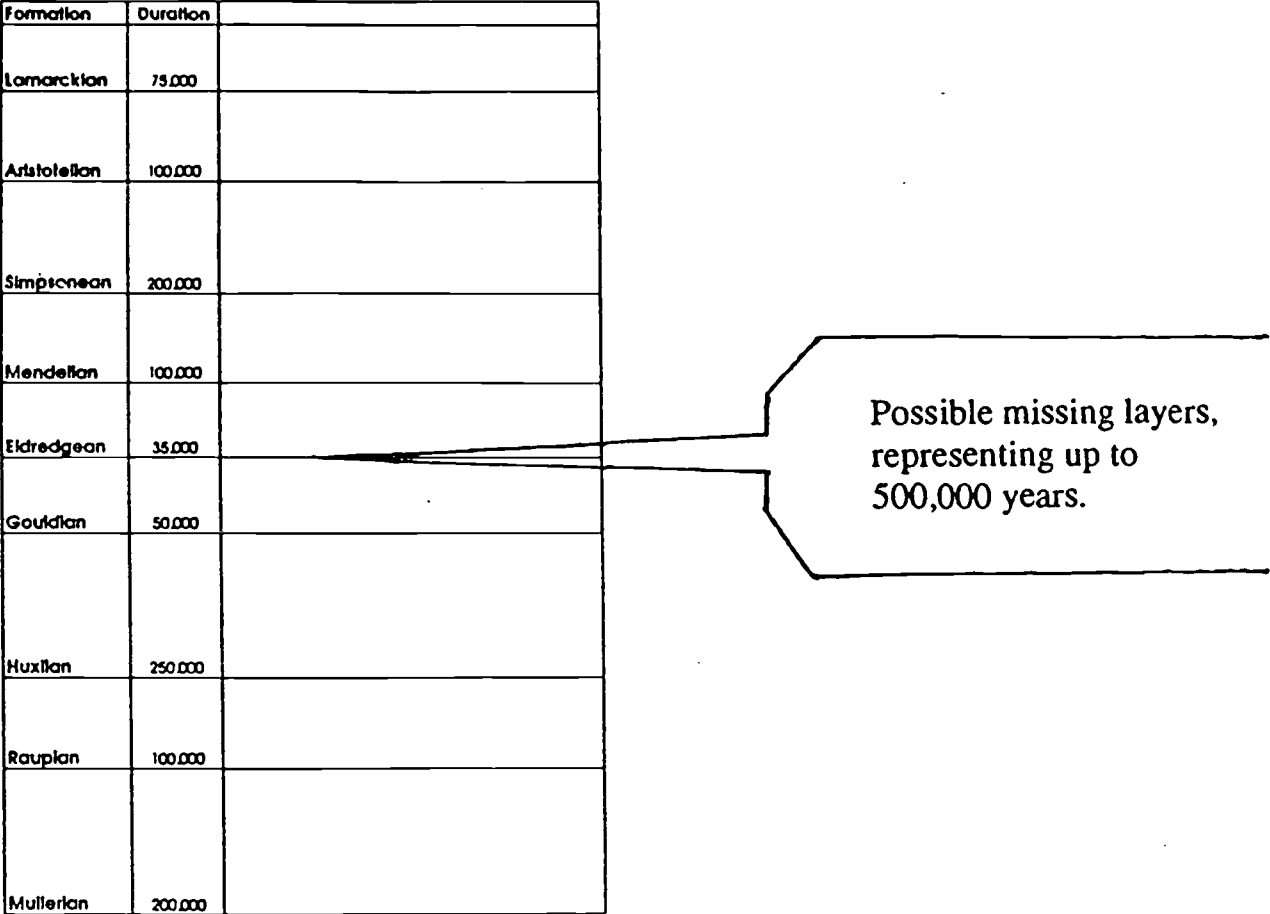 Formation Duration
Lamarckian 75,000
Aristotelian 100,000
Simpsonean 200,000
Mendelian 100,000
Eldredgean 35,000
Gouldian 50,000
Huxlian 250,000
Raupian 100,000
Mullerian 200,000
Possible missing layers,
representing up to
500,000 years.